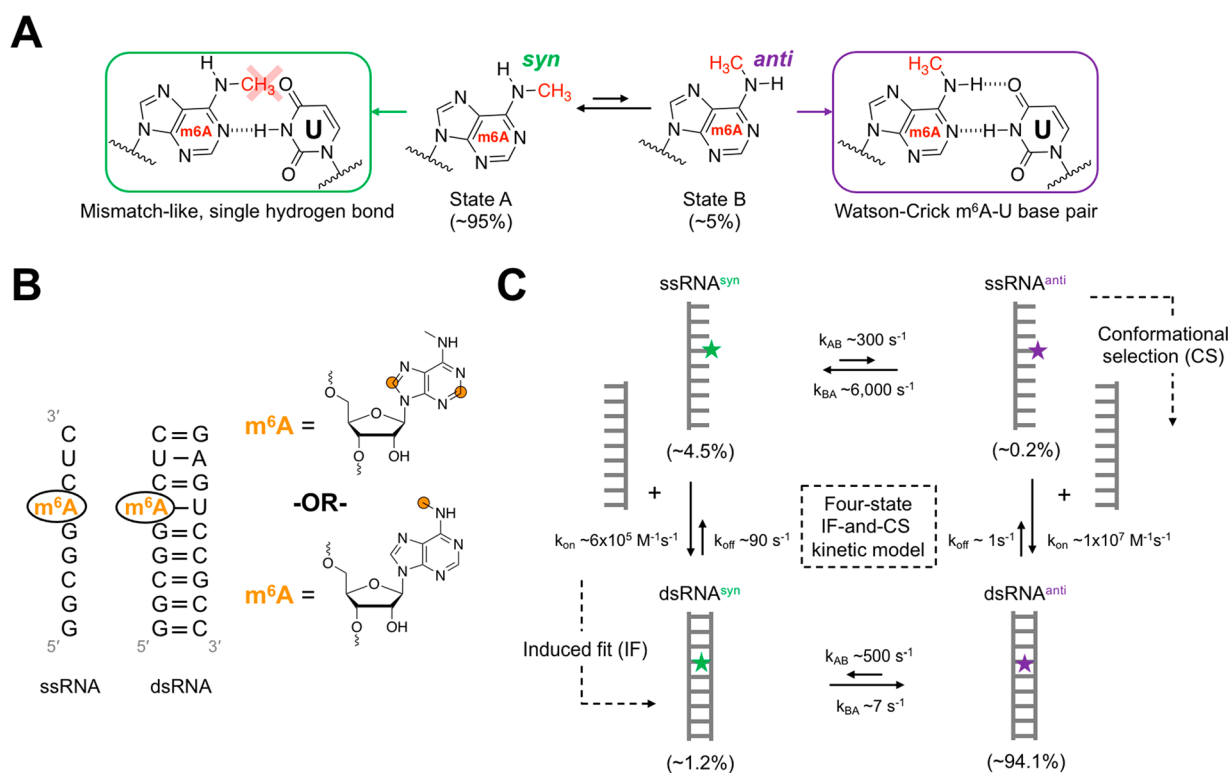 A
syn
anti
H
N
CH3
N
N
N
N
m6A
H
N
O
U
O
H
N
CH3
N
N
N
N
m6A
H3C
N
H
N
N
N
N
m6A
H3C
N
H
O
N
N
N
N
m6A
H
N
U
N
O
Mismatch-like, single hydrogen bond
State A
(~95%)
State B
(~5%)
Watson-Crick m⁶A-U base pair
B
3′
C
U
C
m⁶A
G
G
C
G
G
5′
ssRNA
C=G
U–A
C G
m⁶A–U
G=C
G=C
C=G
G=C
G=C
5′ 3′
dsRNA
m⁶A =
NH
N
N
N
N
O
O
O
OH
-OR-
m⁶A =
NH
N
N
N
N
O
O
O
OH
C
ssRNAsyn
ssRNAanti
kAB ~300 s-1
kBA ~6,000 s-1
Conformational
selection (CS)
(~4.5%)
(~0.2%)
+
+
Four-state
IF-and-CS
kinetic model
kon ~6x10⁵ M-1s-1
koff ~90 s-1
koff ~ 1s-1
kon ~1x10⁷ M-1s-1
dsRNAsyn
dsRNAanti
Induced fit (IF)
kAB ~500 s-1
kBA ~7 s-1
(~1.2%)
(~94.1%)